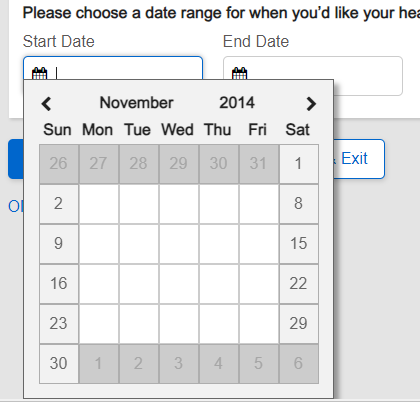 Please choose a date range for when you'd like your hea
Start Date End Date
November 2014
Sun Mon Tue Wed Thu Fri Sat
26 27 28 29 30 31 1
2 8
9 15
16 22
23 29
30 1 2 3 4 5 6
Exit